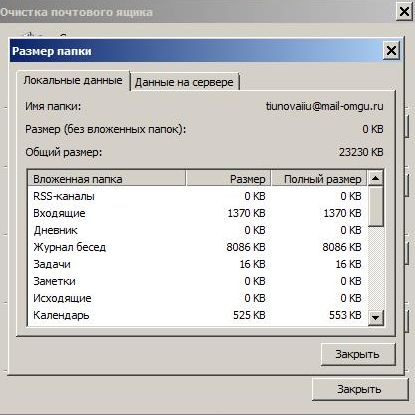 Очистка почтового ящика
Размер папки
Локальные данные Данные на сервере
Имя папки: tiunovaiiu@mail-omgu.ru
Размер (без вложенных папок): 0 KB
Общий размер: 23230 KB
Вложенная папка Размер Полный размер
RSS-каналы 0 KB 0 KB
Входящие 1370 KB 1370 KB
Дневник 0 KB 0 KB
Журнал бесед 8086 KB 8086 KB
Задачи 16 KB 16 KB
Заметки 0 KB 0 KB
Исходящие 0 KB 0 KB
Календарь 525 KB 553 KB
Закрыть
Закрыть